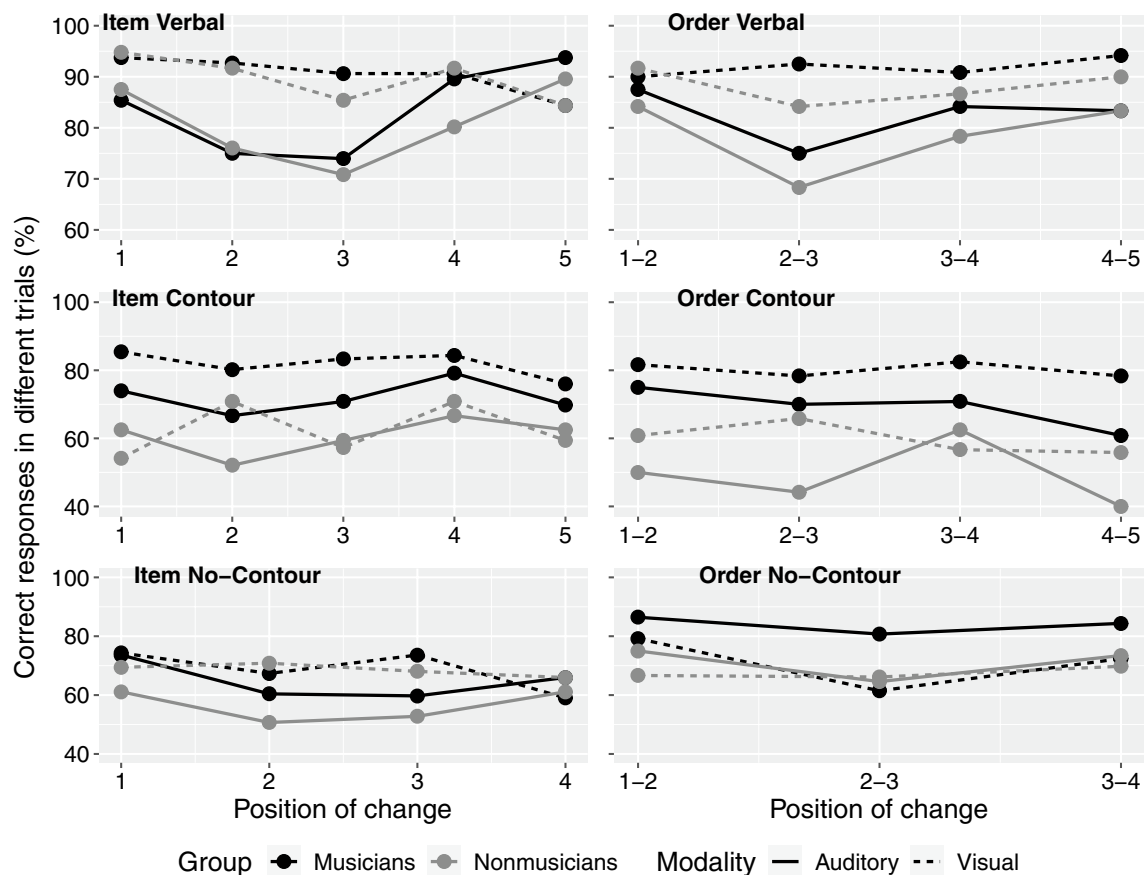 Correct responses in different trials (%)
Item Verbal
100
90
80
70
60
1 2 3 4 5
Order Verbal
1–2 2–3 3–4 4–5
Item Contour
100
80
60
40
1 2 3 4 5
Order Contour
1–2 2–3 3–4 4–5
Item No–Contour
100
80
60
40
1 2 3 4
Position of change
Order No–Contour
1–2 2–3 3–4
Position of change
Group Musicians Nonmusicians Modality Auditory Visual